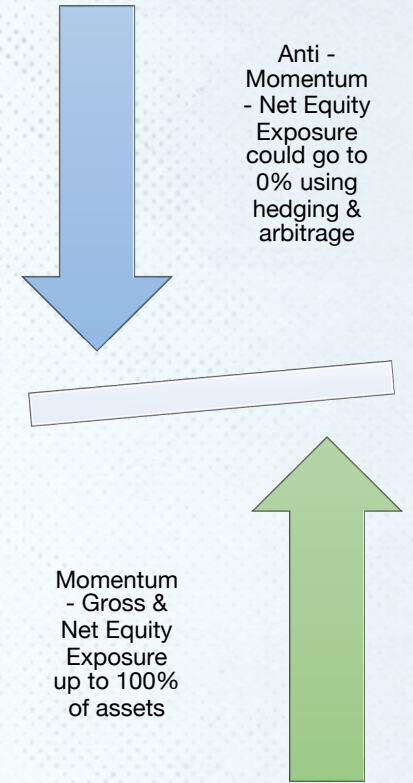 Anti -
Momentum
- Net Equity
Exposure
could go to
0% using
hedging &
arbitrage
Momentum
- Gross &
Net Equity
Exposure
up to 100%
of assets